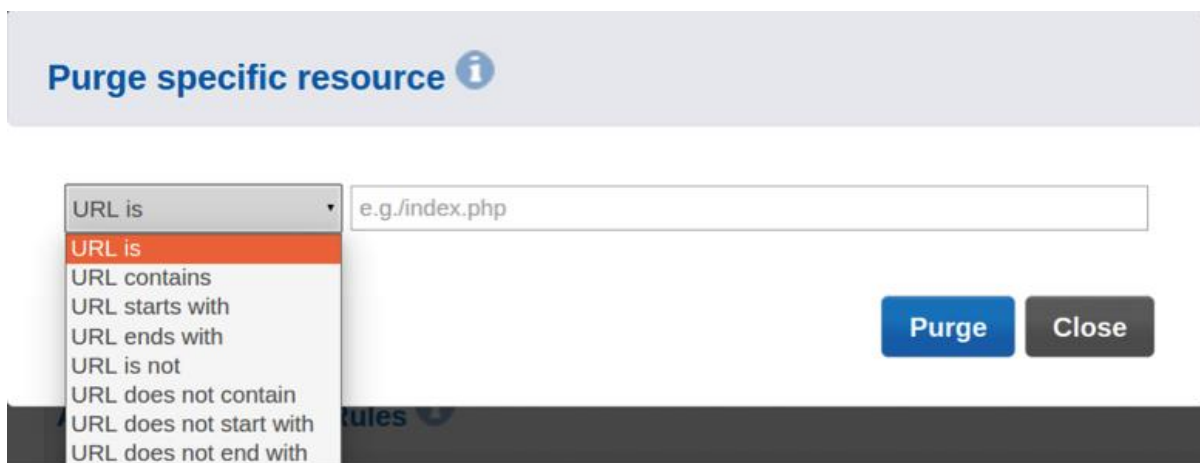 Purge specific resource
URL is
e.g./index.php
URL is
URL contains
URL starts with
URL ends with
URL is not
URL does not contain
URL does not start with
URL does not end with
Purge
Close